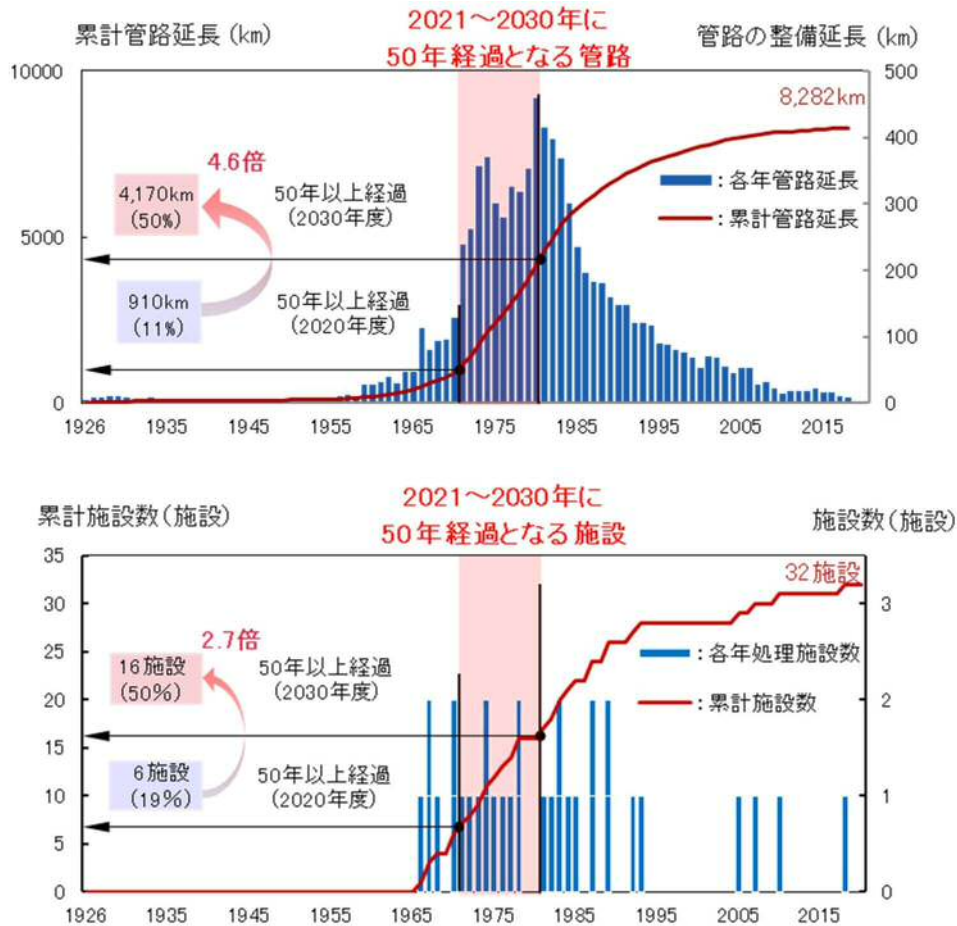 2021～2030年に
50年経過となる管路
累計管路延長(km)
管路の整備延長(km)
10000
5000
0
500
400
300
200
100
0
8,282km
4.6倍
4,170km
(50%)
50年以上経過
(2030年度)
910km
(11%)
50年以上経過
(2020年度)
：各年管路延長
：累計管路延長
1926
1935
1945
1955
1965
1975
1985
1995
2005
2015
2021～2030年に
50年経過となる施設
累計施設数(施設)
施設数(施設)
35
30
25
20
15
10
5
0
3
2
1
0
32施設
2.7倍
16施設
(50%)
50年以上経過
(2030年度)
6施設
(19%)
50年以上経過
(2020年度)
：各年処理施設数
：累計施設数
1926
1935
1945
1955
1965
1975
1985
1995
2005
2015